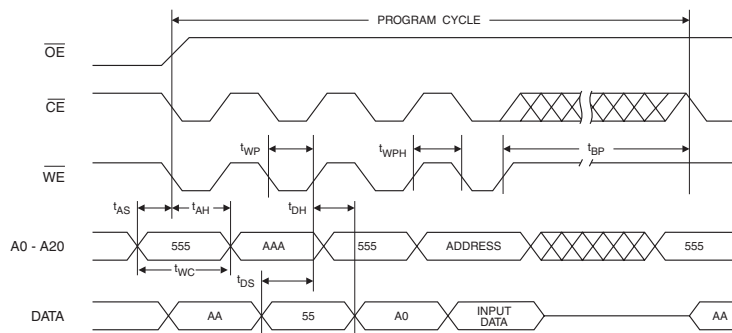 PROGRAM CYCLE
OE
CE
WE
tWP
tWPH
tBP
tAS
tAH
tDH
A0 - A20
555
AAA
555
ADDRESS
555
tWC
tDS
DATA
AA
55
A0
INPUT
DATA
AA